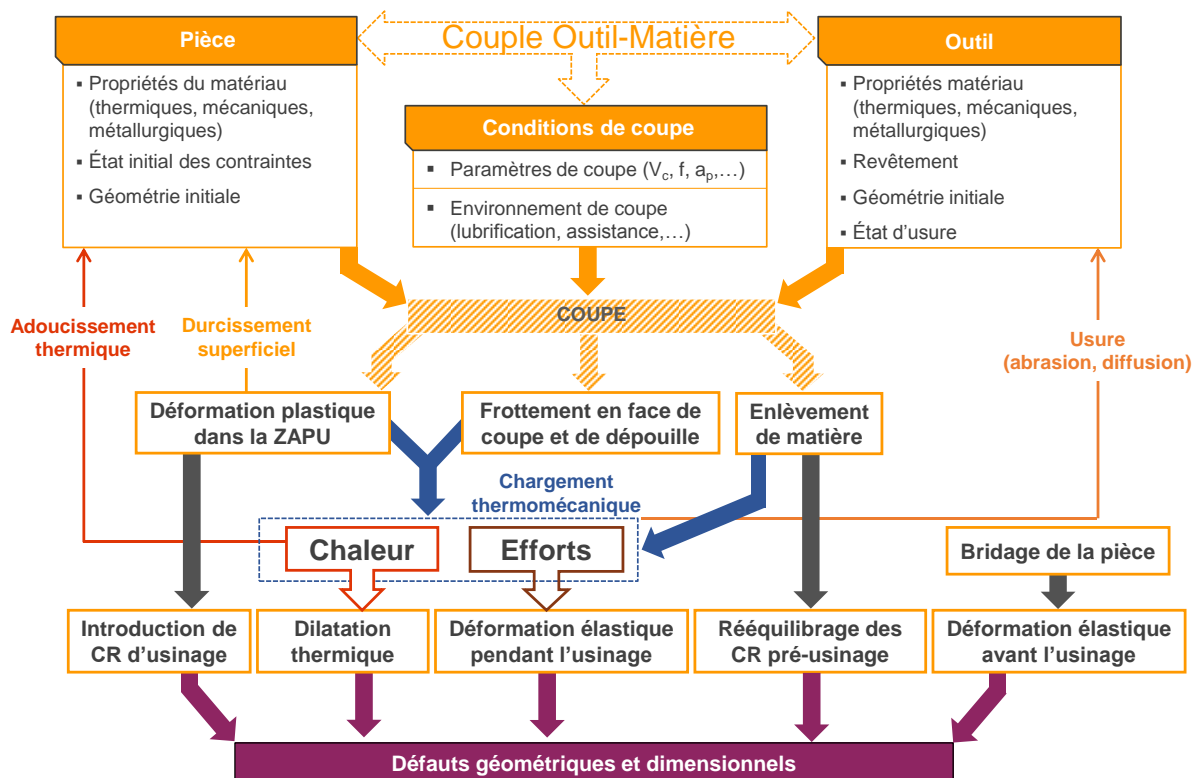 Couple Outil-Matière
Pièce
▪ Propriétés du matériau
(thermiques, mécaniques,
métallurgiques)
▪ État initial des contraintes
▪ Géométrie initiale
Conditions de coupe
▪ Paramètres de coupe (Vc, f, ap,…)
▪ Environnement de coupe
(lubrification, assistance,…)
Outil
▪ Propriétés matériau
(thermiques, mécaniques,
métallurgiques)
▪ Revêtement
▪ Géométrie initiale
▪ État d’usure
COUPE
Adoucissement
thermique
Durcissement
superficiel
Usure
(abrasion, diffusion)
Déformation plastique
dans la ZAPU
Frottement en face de
coupe et de dépouille
Enlèvement
de matière
Chargement
thermomécanique
Chaleur
Efforts
Bridage de la pièce
Introduction de
CR d’usinage
Dilatation
thermique
Déformation élastique
pendant l’usinage
Rééquilibrage des
CR pré-usinage
Déformation élastique
avant l’usinage
Défauts géométriques et dimensionnels